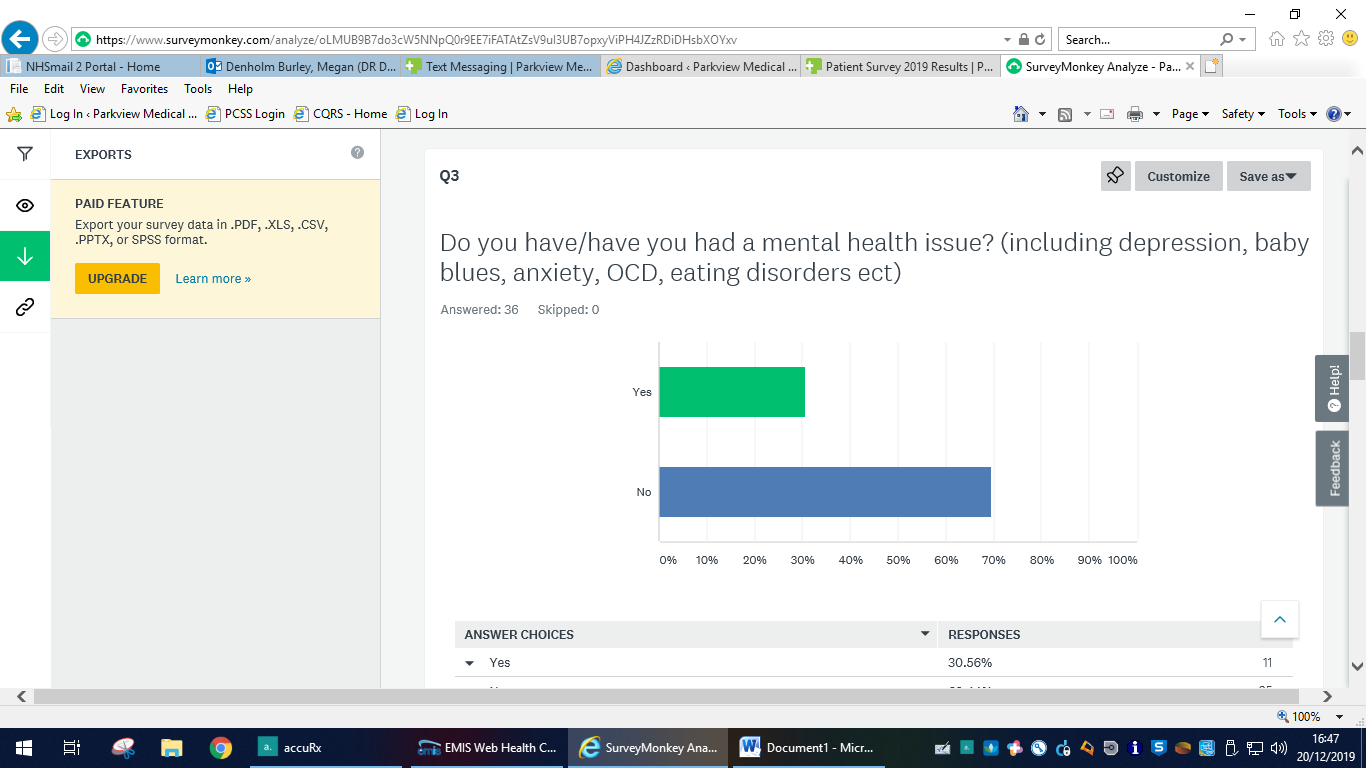 https://www.surveymonkey.com/analyze/oLMUB9B7do3cW5NNpQ0r9EE7iFATAtZsV9ul3UB7opxyViPH4JZzRDiDHsbXOYxv
Search...
NHSmail 2 Portal - Home
Denholm Burley, Megan (DR D...
Text Messaging | Parkview Me...
Dashboard ‹ Parkview Medical ...
Patient Survey 2019 Results | P...
SurveyMonkey Analyze - Pa...
File Edit View Favorites Tools Help
Log In ‹ Parkview Medical ... PCSS Login CQRS - Home Log In
Page Safety Tools
EXPORTS
PAID FEATURE
Export your survey data in .PDF, .XLS, .CSV,
.PPTX, or SPSS format.
UPGRADE Learn more »
Q3
Customize Save as
Do you have/have you had a mental health issue? (including depression, baby
blues, anxiety, OCD, eating disorders ect)
Answered: 36 Skipped: 0
Yes
No
0% 10% 20% 30% 40% 50% 60% 70% 80% 90% 100%
Help!
Feedback
ANSWER CHOICES RESPONSES
Yes 30.56% 11
100%
accuRx
EMIS Web Health C...
SurveyMonkey Ana...
Document1 - Micr...
16:47
20/12/2019